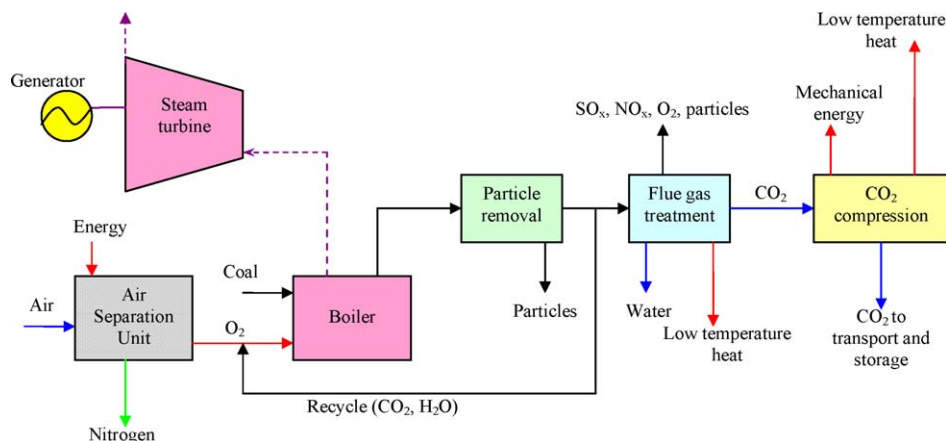 Low temperature
heat
Generator
Steam
turbine
Mechanical
energy
SOₓ, NOₓ, O₂, particles
Particle
removal
Flue gas
treatment
CO₂
CO₂
compression
Energy
Coal
Air
Air
Separation
Unit
O₂
Boiler
Particles
Water
Low temperature
heat
CO₂ to
transport and
storage
Recycle (CO₂, H₂O)
Nitrogen